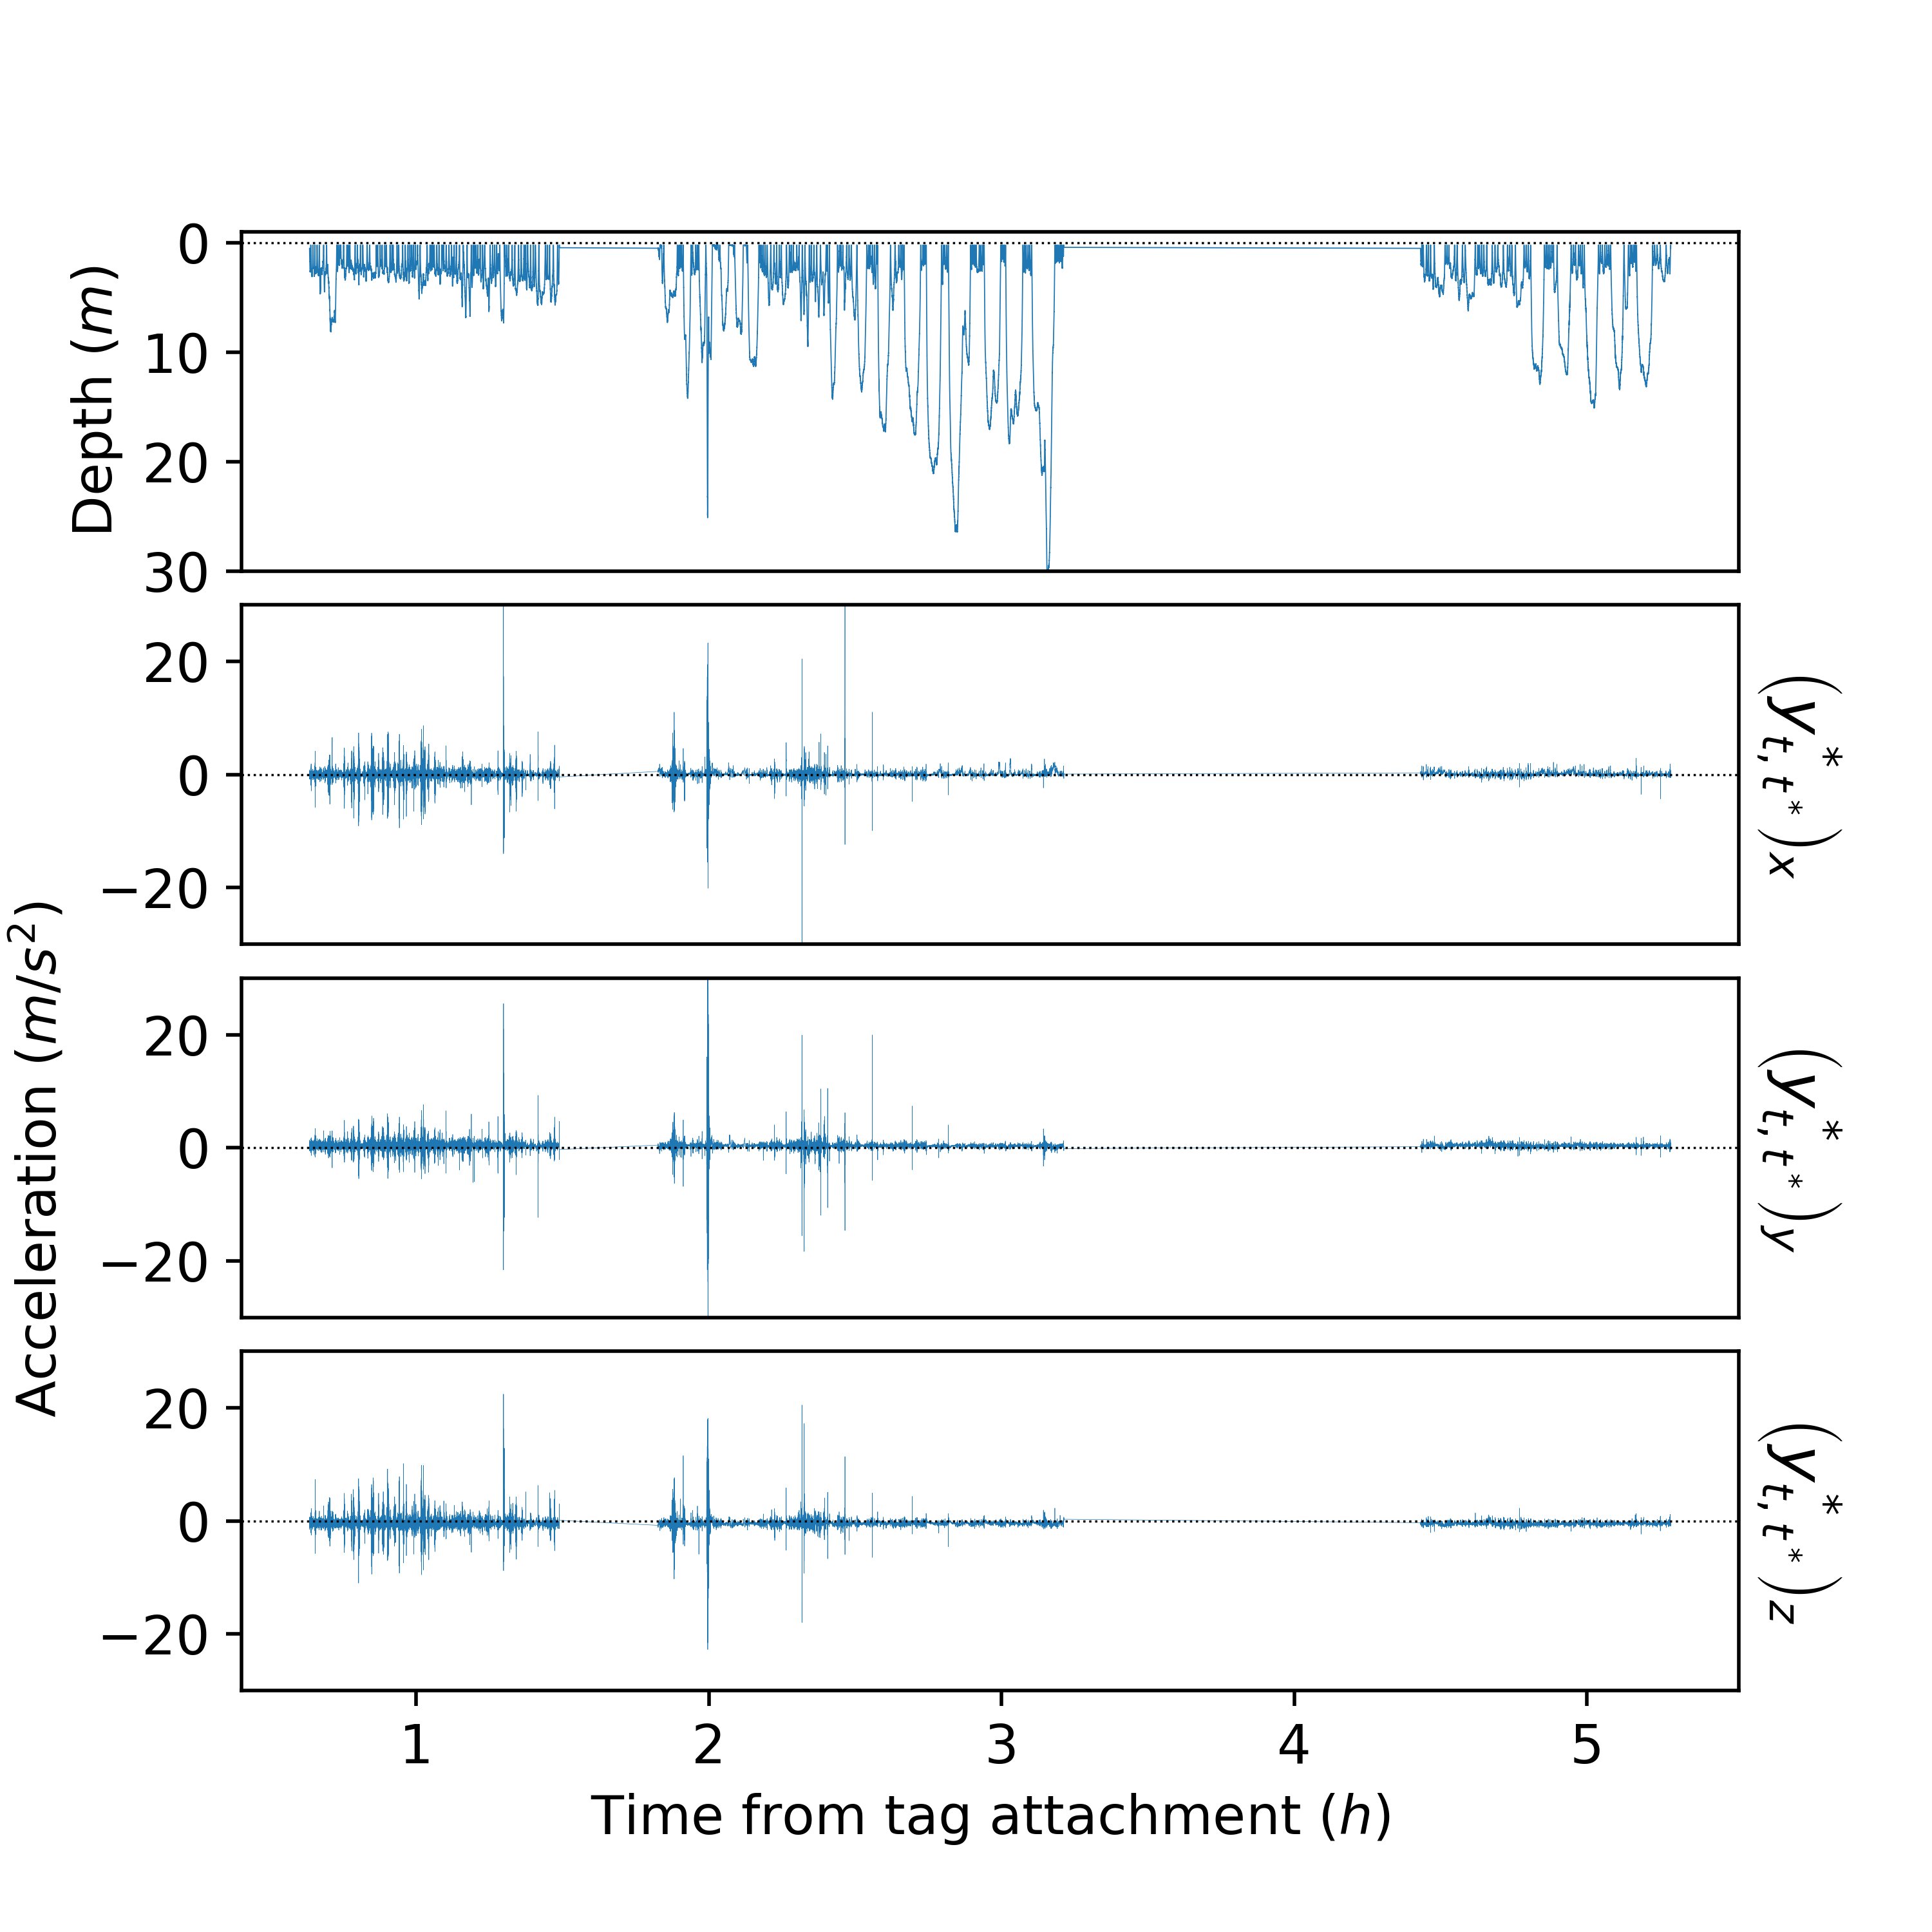 0
10
20
30
Depth (m)
20
0
−20
(y*t, t*)x
20
0
−20
(y*t, t*)y
20
0
−20
(y*t, t*)z
Acceleration (m/s²)
1 2 3 4 5
Time from tag attachment (h)